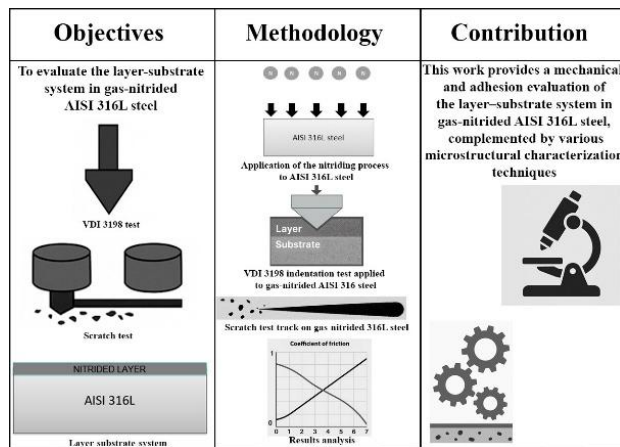 Objectives
To evaluate the layer-substrate
system in gas-nitrided
AISI 316L steel
VDI 3198 test
Scratch test
NITRIDED LAYER
AISI 316L
Layer substrate system
Methodology
N N N N N
AISI 316L steel
Application of the nitriding process
to AISI 316L steel
Layer
Substrate
VDI 3198 indentation test applied
to gas-nitrided AISI 316 steel
Scratch test track on gas nitrided 316L steel
Coefficient of friction
1
0
0 1 2 3 4 5 6 7
Results analysis
Contribution
This work provides a mechanical
and adhesion evaluation of
the layer–substrate system in
gas-nitrided AISI 316L steel,
complemented by various
microstructural characterization
techniques